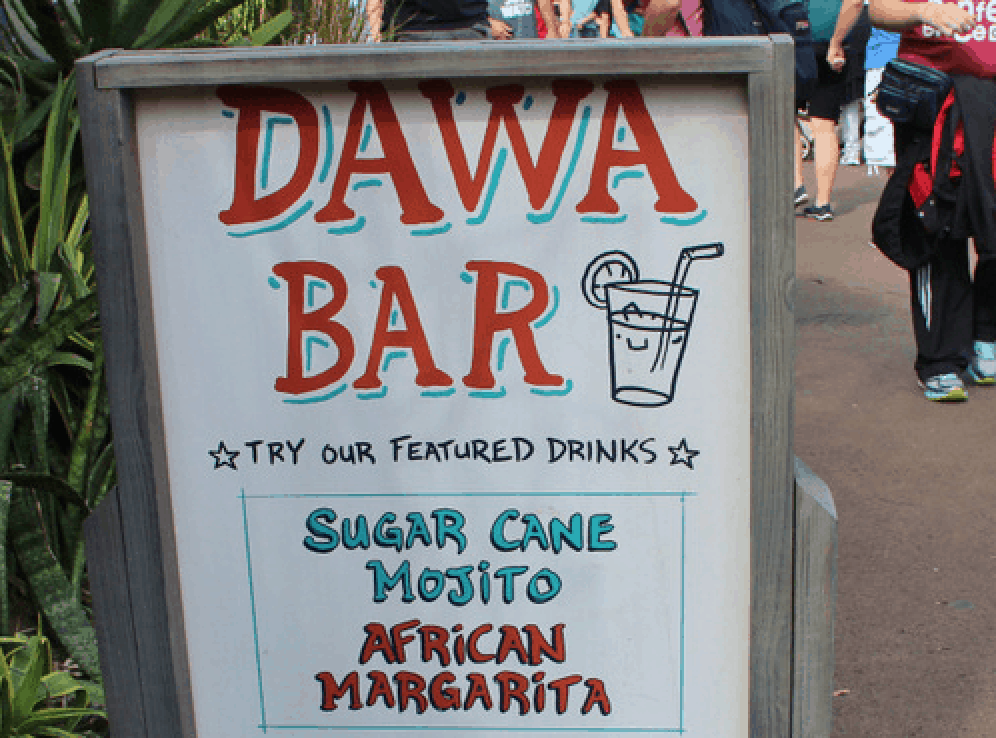 DAWA
BAR
☆TRY OUR FEATURED DRINKS☆
SUGAR CANE
MOJiTO
AFRiCAN
MARGARiTA